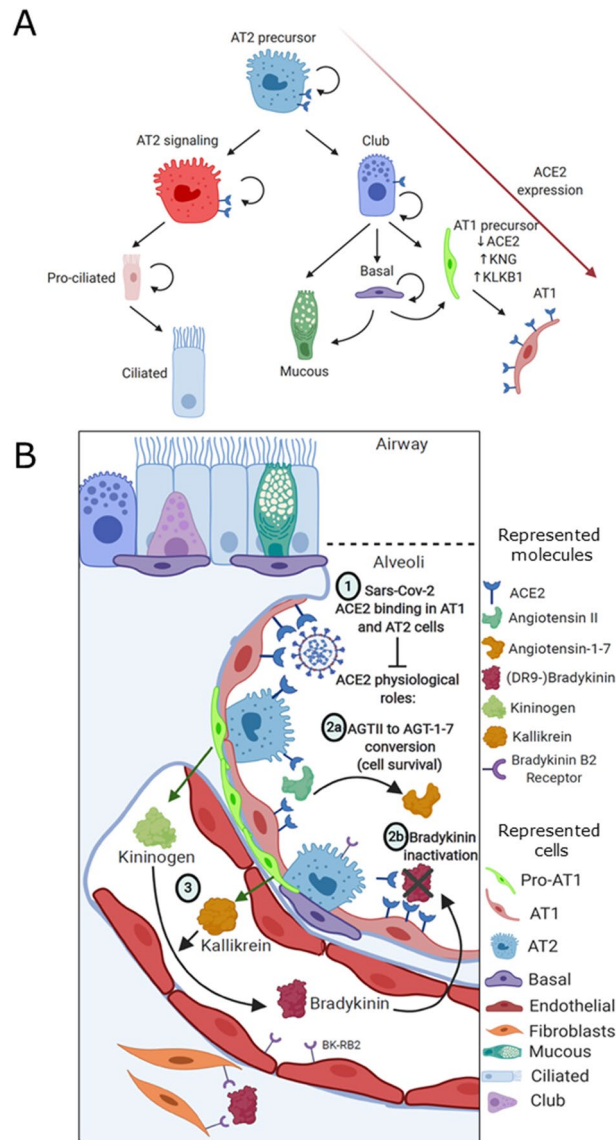 A
AT2 precursor
AT2 signaling
Club
ACE2
expression
AT1 precursor
↓ACE2
↑KNG
↑KLKB1
Pro-ciliated
Basal
AT1
Ciliated
Mucous
B
Airway
Alveoli
1
Sars-Cov-2
ACE2 binding in AT1
and AT2 cells
ACE2 physiological
roles:
2a AGTII to AGT-1-7
conversion
(cell survival)
2b Bradykinin
inactivation
Kininogen
3
Kallikrein
Bradykinin
BK-RB2
Represented
molecules
ACE2
Angiotensin II
Angiotensin-1-7
(DR9-)Bradykinin
Kininogen
Kallikrein
Bradykinin B2
Receptor
Represented
cells
Pro-AT1
AT1
AT2
Basal
Endothelial
Fibroblasts
Mucous
Ciliated
Club